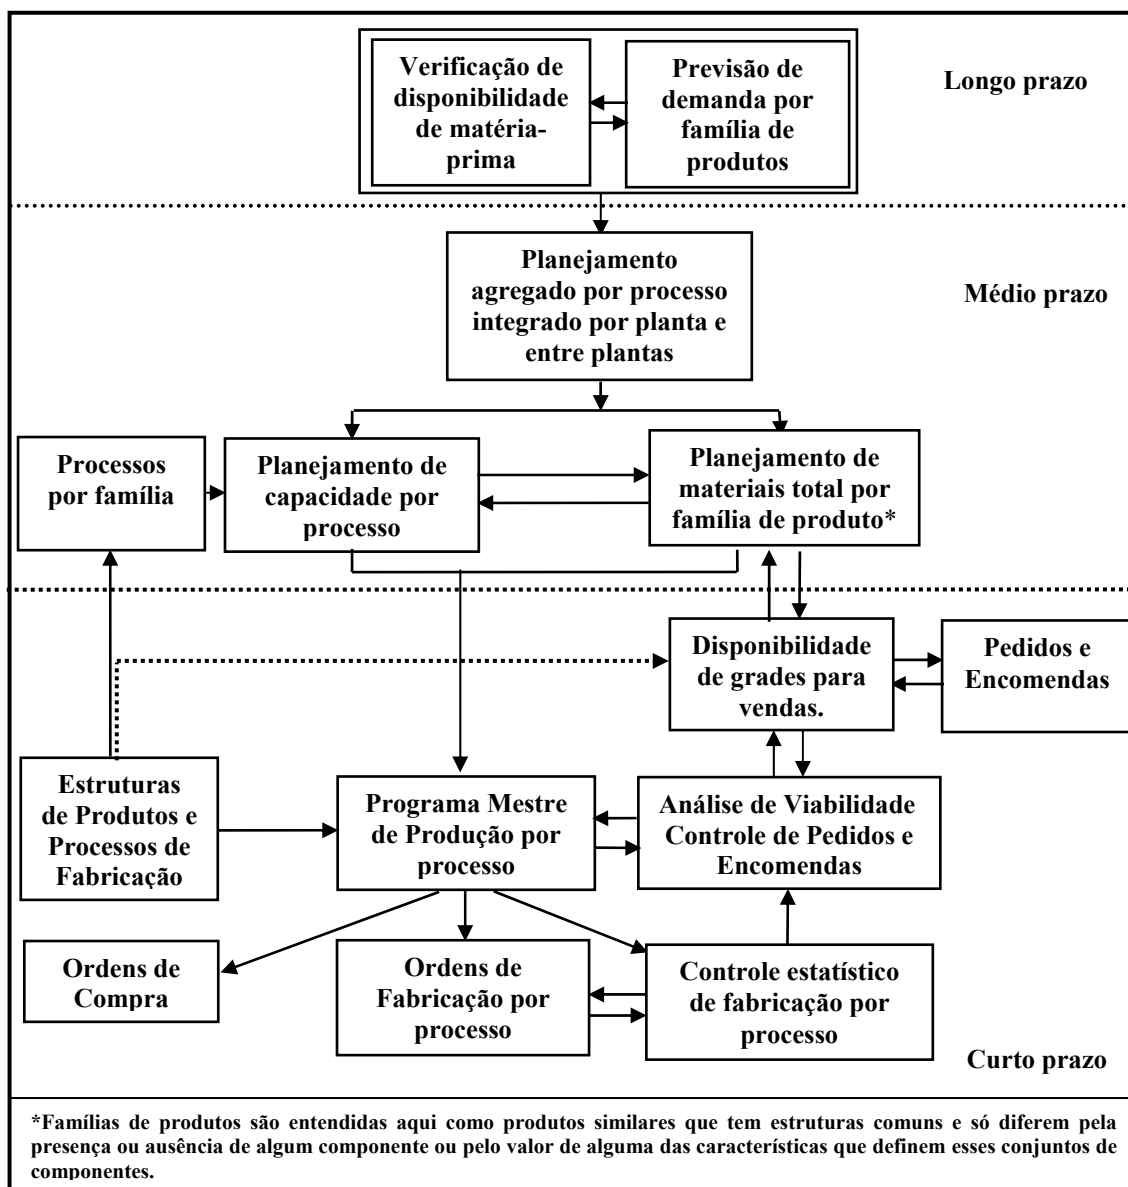 Verificação de
disponibilidade
de matéria-
prima
Previsão de
demanda por
família de
produtos
Longo prazo
Planejamento
agregado por processo
integrado por planta e
entre plantas
Médio prazo
Processos
por família
Planejamento de
capacidade por
processo
Planejamento de
materiais total por
família de produto*
Disponibilidade
de grades para
vendas.
Pedidos e
Encomendas
Estruturas
de Produtos e
Processos de
Fabricação
Programa Mestre
de Produção por
processo
Análise de Viabilidade
Controle de Pedidos e
Encomendas
Ordens de
Compra
Ordens de
Fabricação por
processo
Controle estatístico
de fabricação por
processo
Curto prazo
*Famílias de produtos são entendidas aqui como produtos similares que tem estruturas comuns e só diferem pela
presença ou ausência de algum componente ou pelo valor de alguma das características que definem esses conjuntos de
componentes.